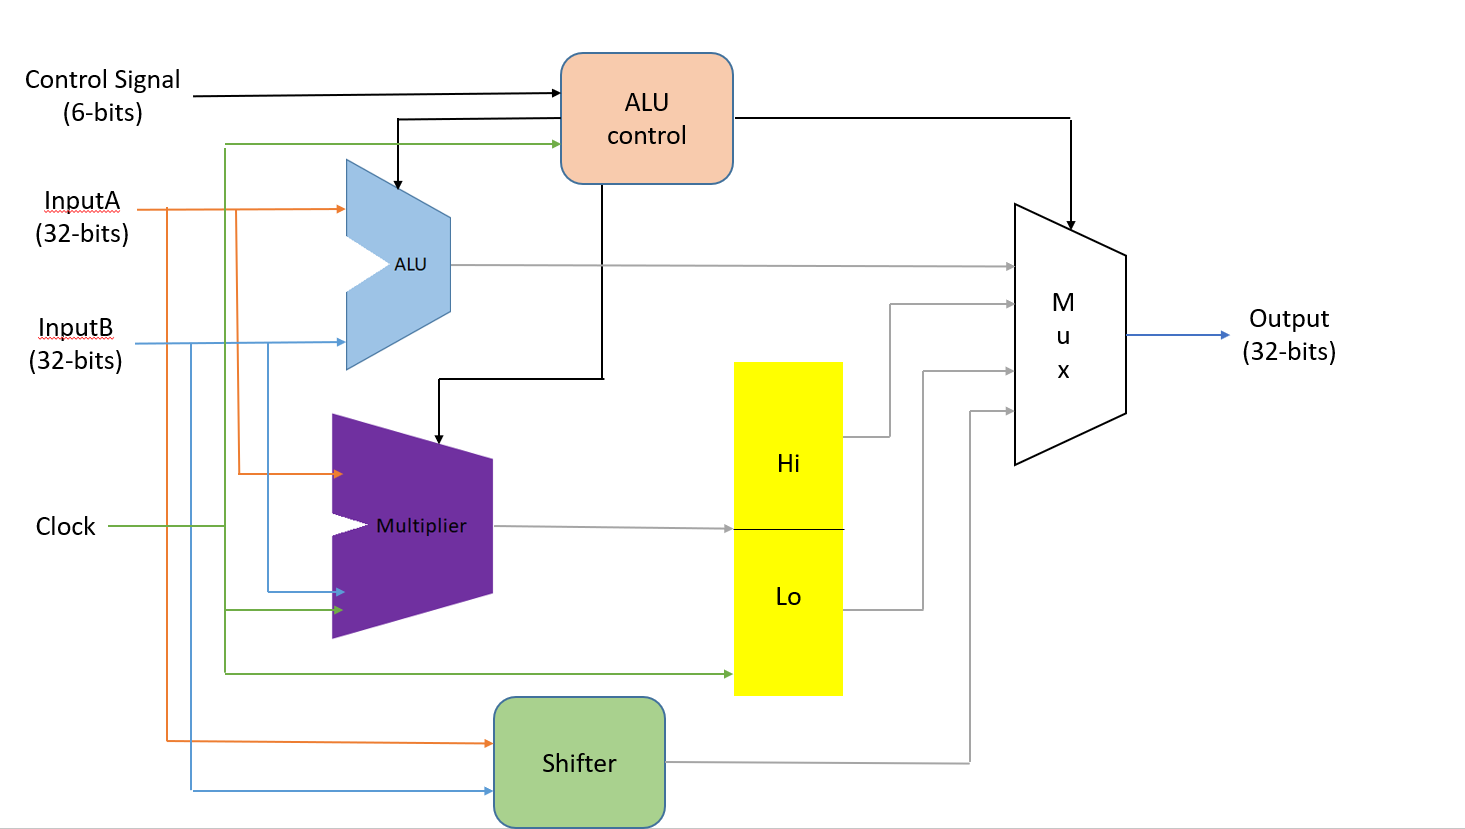 Control Signal
(6-bits)
ALU
control
InputA
(32-bits)
ALU
InputB
(32-bits)
M
u
x
Output
(32-bits)
Hi
Clock
Multiplier
Lo
Shifter